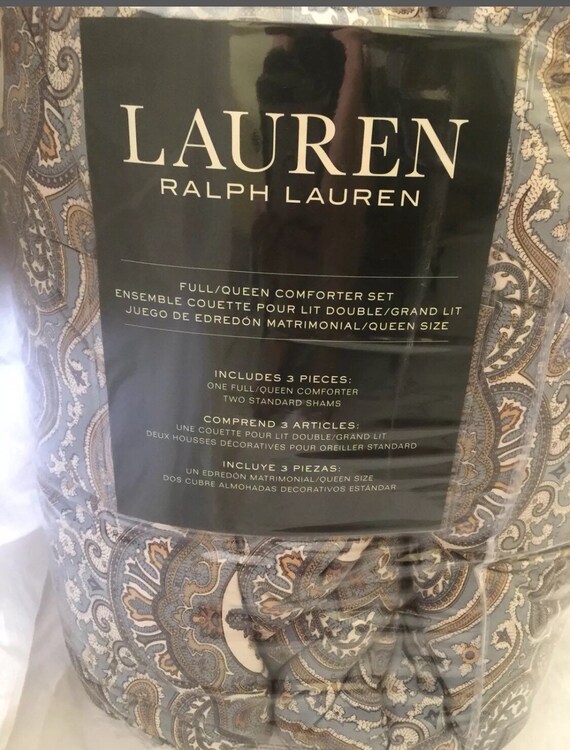 LAUREN
RALPH LAUREN
FULL/QUEEN COMFORTER SET
ENSEMBLE COUETTE POUR LIT DOUBLE/GRAND LIT
JUEGO DE EDREDÓN MATRIMONIAL/QUEEN SIZE
INCLUDES 3 PIECES:
ONE FULL/QUEEN COMFORTER
TWO STANDARD SHAMS
COMPREND 3 ARTICLES:
UNE COUETTE POUR LIT DOUBLE/GRAND LIT
DEUX HOUSSES DÉCORATIVES POUR OREILLER STANDARD
INCLUYE 3 PIEZAS:
UN EDREDÓN MATRIMONIAL/QUEEN SIZE
DOS CUBRE ALMOHADAS DECORATIVOS ESTÁNDAR